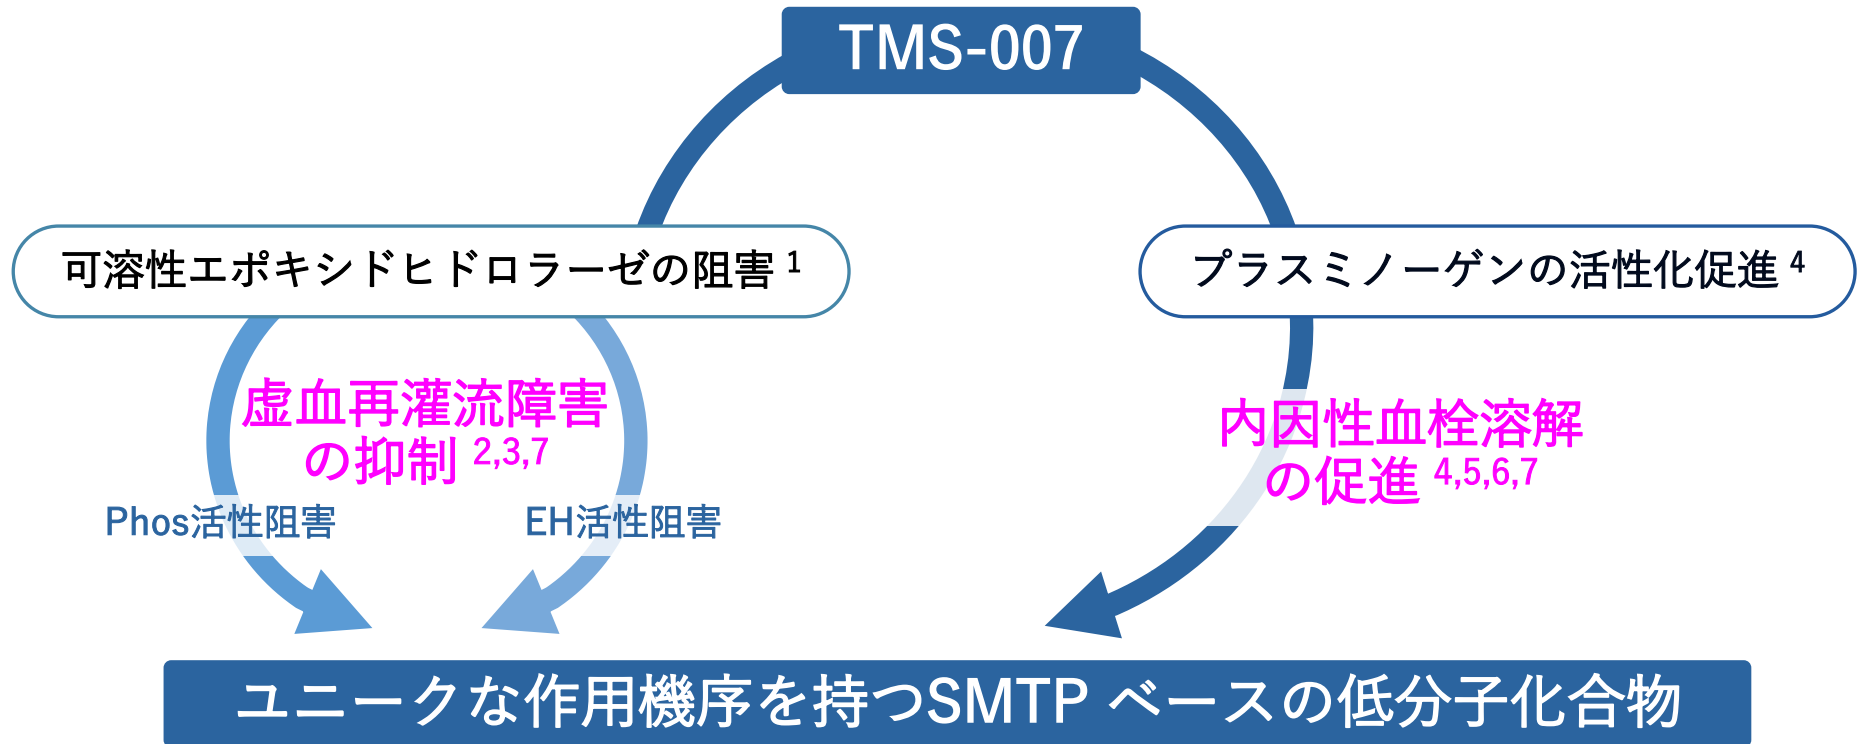 TMS-007
可溶性エポキシドヒドロラーゼの阻害 1
プラスミノーゲンの活性化促進 4
虚血再灌流障害
の抑制 2,3,7
Phos活性阻害
EH活性阻害
内因性血栓溶解
の促進 4,5,6,7
ユニークな作用機序を持つSMTP ベースの低分子化合物